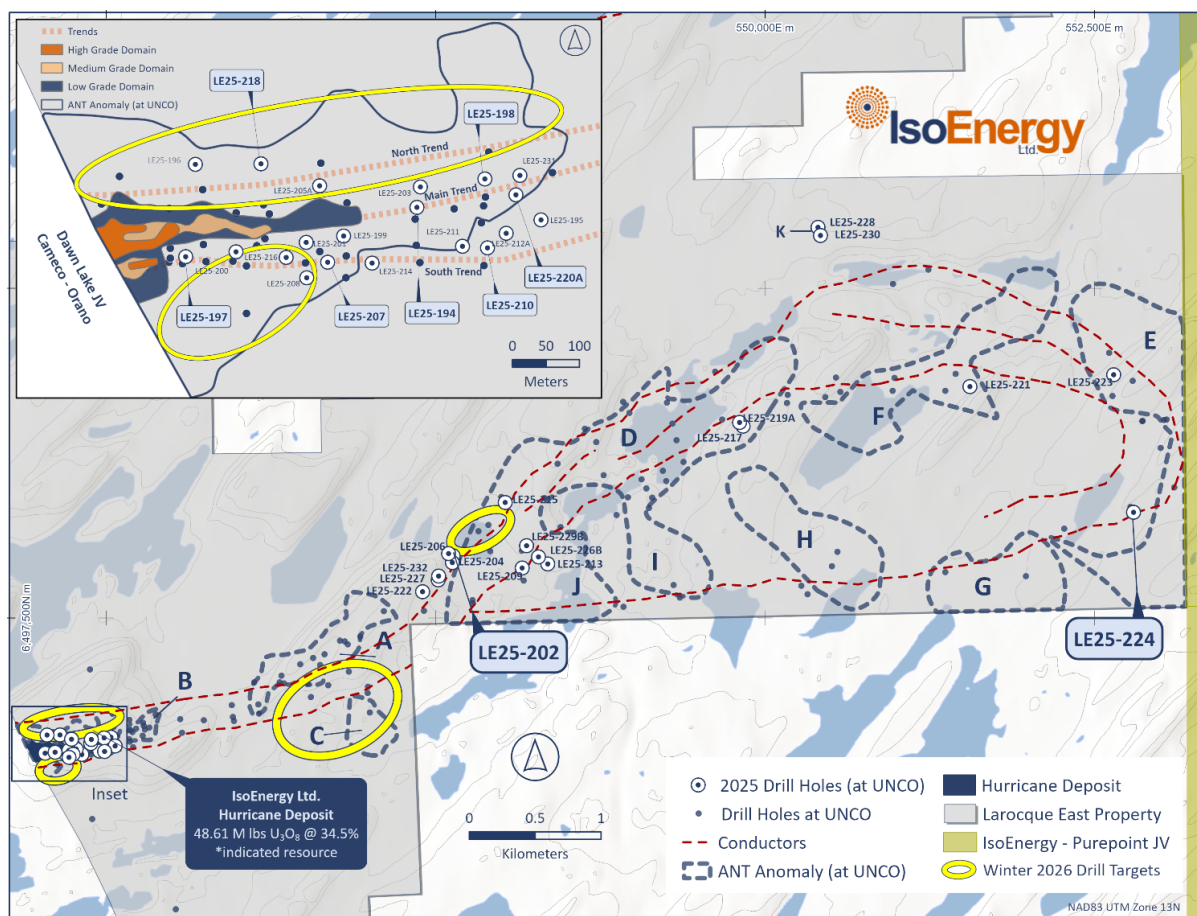 550,000E m
552,500E m
6,497,500N m
Trends
High Grade Domain
Medium Grade Domain
Low Grade Domain
ANT Anomaly (at UNCO)
LE25-218
LE25-198
LE25-196
North Trend
LE25-205A
LE25-203
LE25-231
Main Trend
LE25-195
LE25-201
LE25-199
LE25-211
LE25-212A
LE25-200
LE25-216
LE25-214
South Trend
LE25-208
LE25-220A
LE25-197
LE25-207
LE25-194
LE25-210
Dawn Lake JV
Cameco - Orano
0 50 100
Meters
IsoEnergy
Ltd.
K
LE25-228
LE25-230
E
LE25-223
LE25-221
F
LE25-219A
LE25-217
D
LE25-215
LE25-229B
LE25-206
LE25-204
LE25-226B
LE25-213
LE25-209
LE25-232
LE25-227
LE25-222
H
I
J
G
LE25-202
LE25-224
A
B
C
Inset
IsoEnergy Ltd.
Hurricane Deposit
48.61 M lbs U₃O₈ @ 34.5%
*indicated resource
0 0.5 1
Kilometers
2025 Drill Holes (at UNCO)
Drill Holes at UNCO
Conductors
ANT Anomaly (at UNCO)
Hurricane Deposit
Larocque East Property
IsoEnergy - Purepoint JV
Winter 2026 Drill Targets
NAD83 UTM Zone 13N